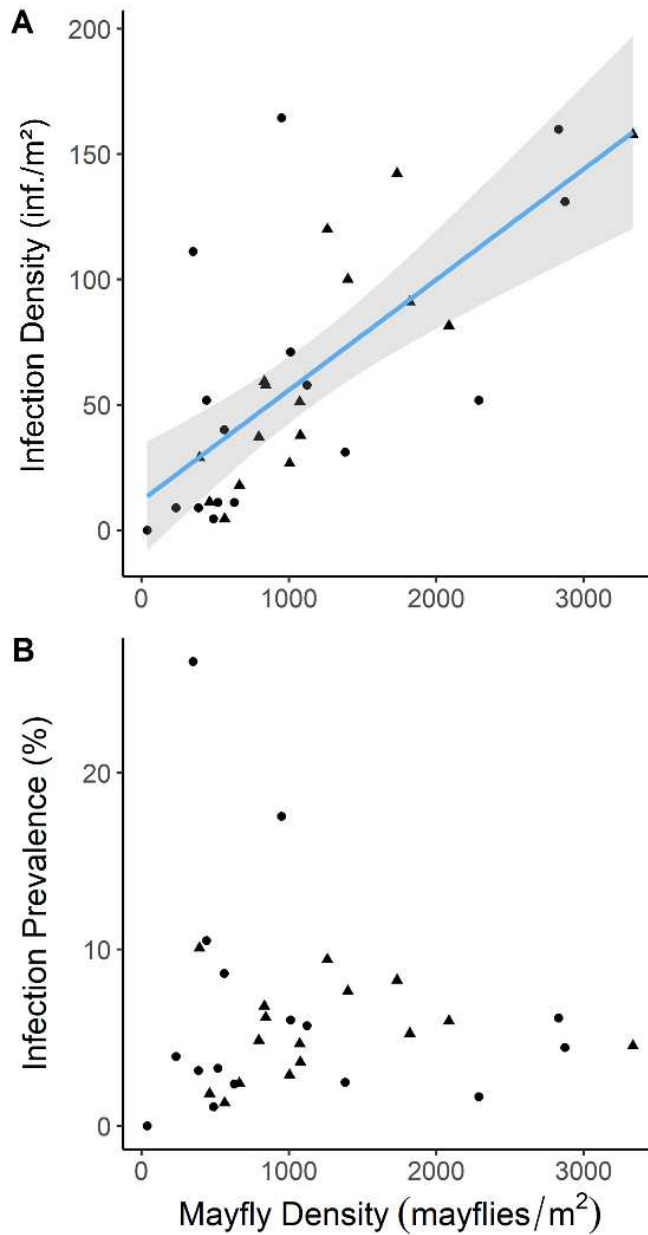 A
200
150
100
50
0
Infection Density (inf./m²)
0 1000 2000 3000
B
20
10
0
Infection Prevalence (%)
0 1000 2000 3000
Mayfly Density (mayflies/m²)